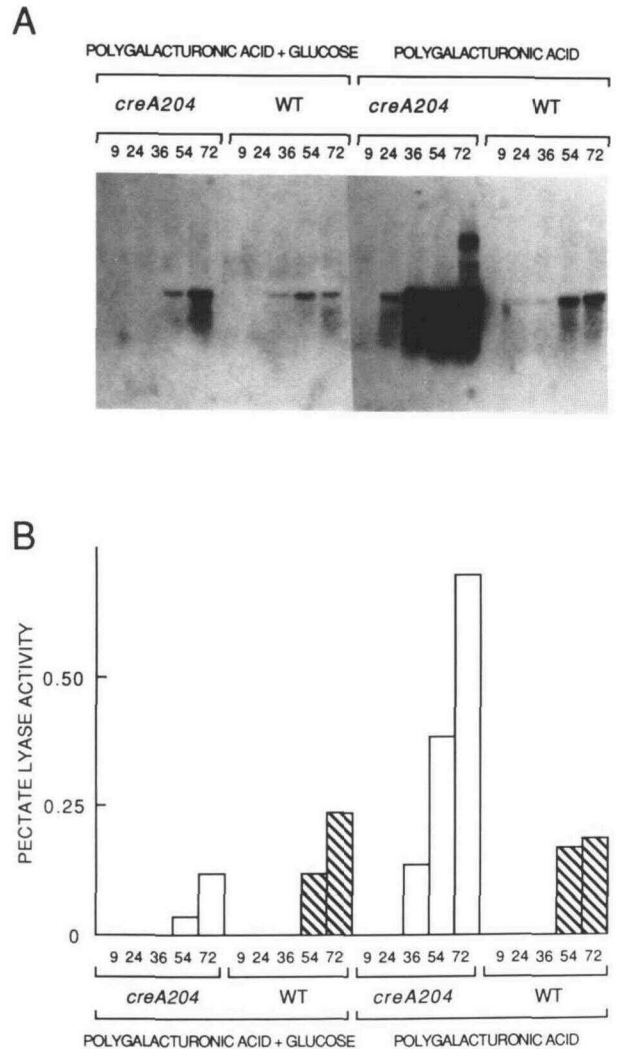 A
POLYGALACTURONIC ACID + GLUCOSE POLYGALACTURONIC ACID
creA204 WT creA204 WT
9 24 36 54 72 9 24 36 54 72 9 24 36 54 72 9 24 36 54 72
B
PECTATE LYASE ACTIVITY
0.50
0.25
0
9 24 36 54 72 9 24 36 54 72 9 24 36 54 72 9 24 36 54 72
creA204 WT creA204 WT
POLYGALACTURONIC ACID + GLUCOSE POLYGALACTURONIC ACID